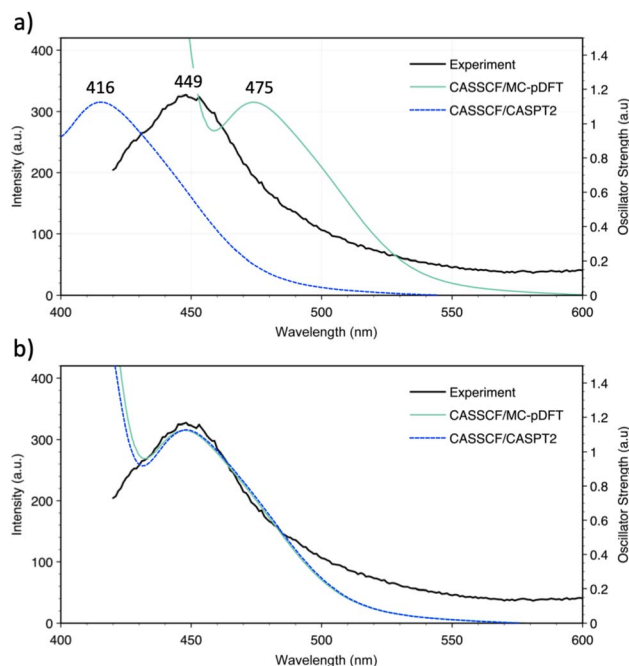 a)
416
449
475
Experiment
CASSCF/MC-pDFT
CASSCF/CASPT2
Intensity (a.u.)
400
300
200
100
0
1.4
1.2
1
0.8
0.6
0.4
0.2
0
Oscillator Strength (a.u)
400
450
500
550
600
Wavelength (nm)
b)
Experiment
CASSCF/MC-pDFT
CASSCF/CASPT2
Intensity (a.u.)
400
300
200
100
0
1.4
1.2
1
0.8
0.6
0.4
0.2
0
Oscillator Strength (a.u)
400
450
500
550
600
Wavelength (nm)